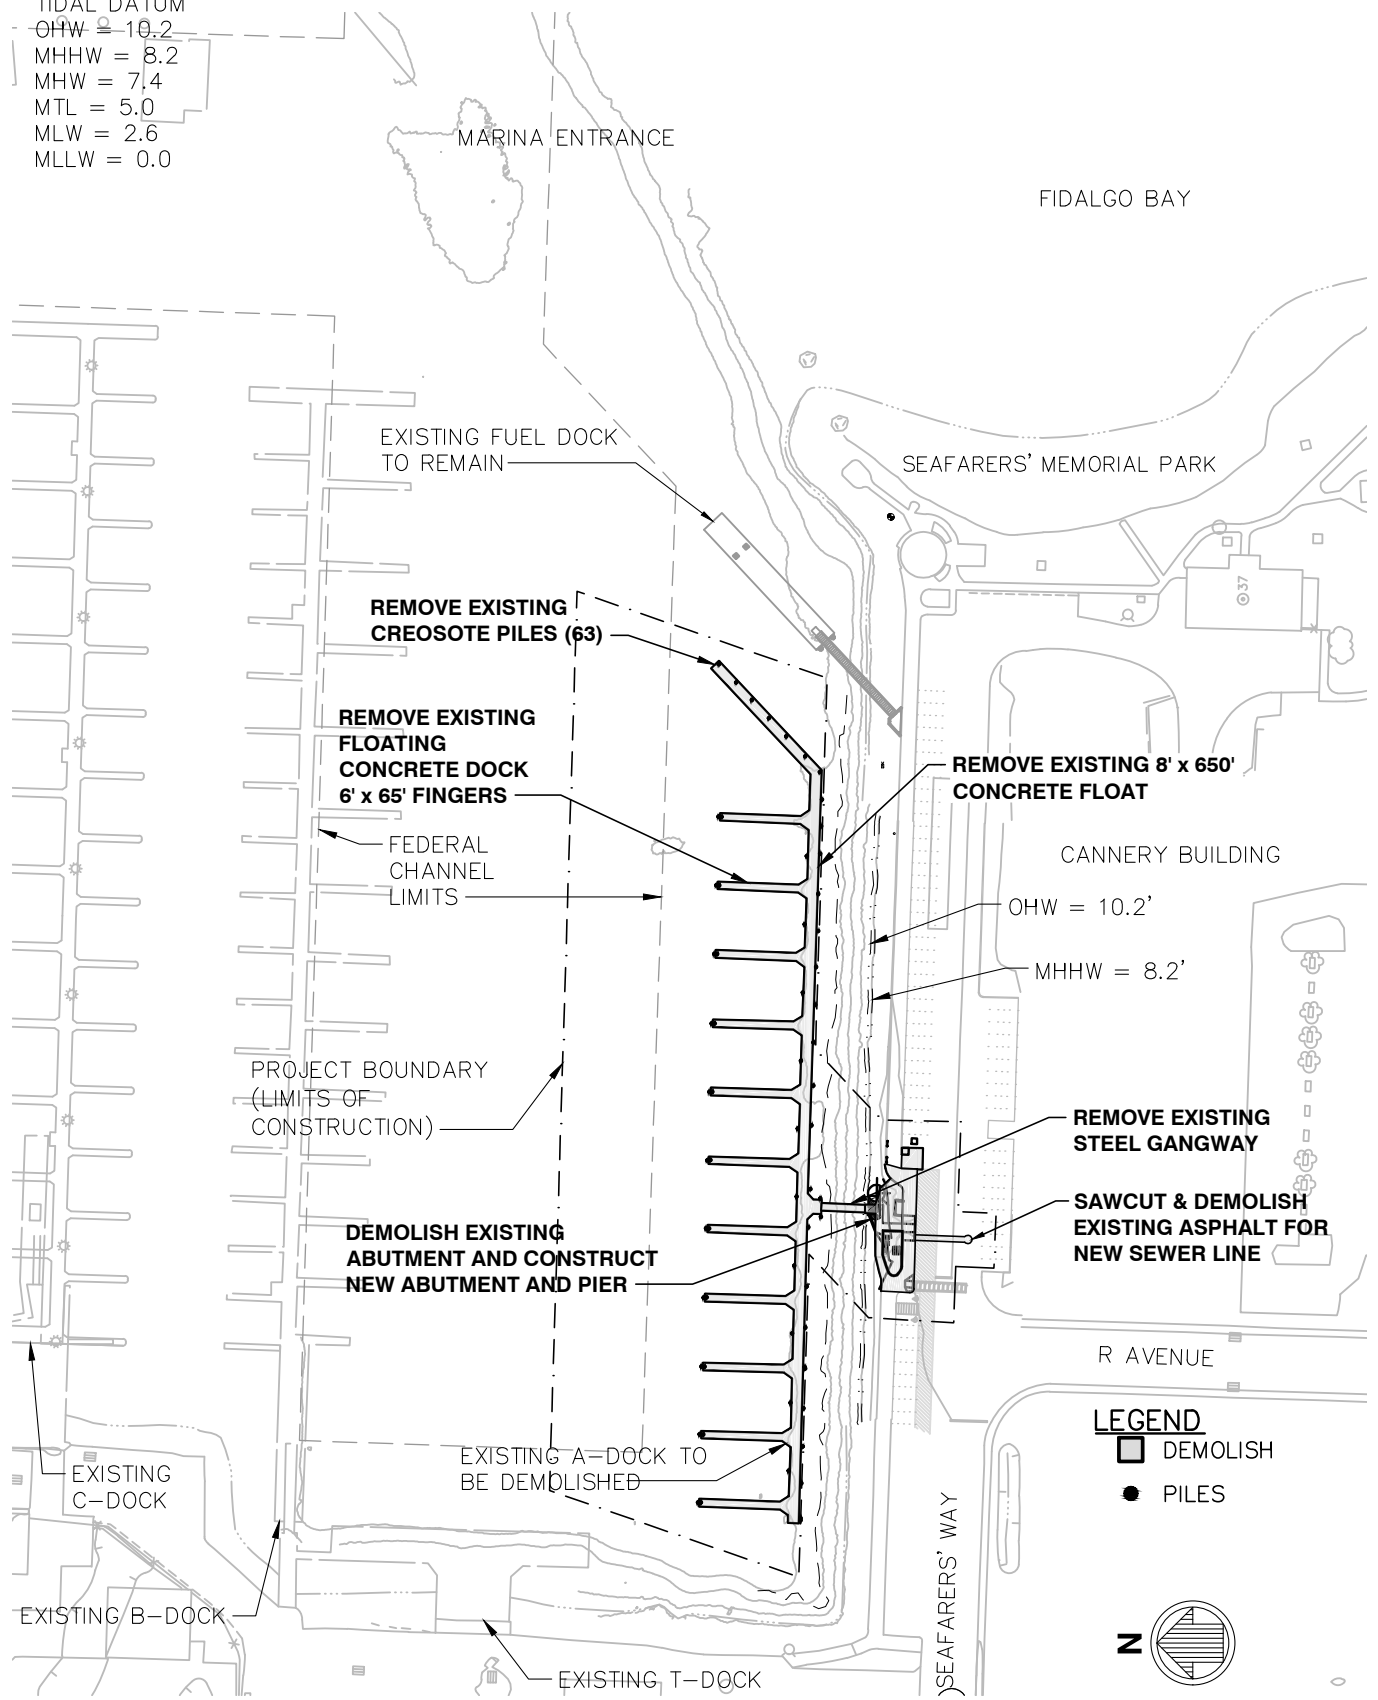 TIDAL DATUM
OHW = 10.2
MHHW = 8.2
MHW = 7.4
MTL = 5.0
MLW = 2.6
MLLW = 0.0
MARINA ENTRANCE
FIDALGO BAY
EXISTING FUEL DOCK
TO REMAIN
SEAFARERS' MEMORIAL PARK
37
REMOVE EXISTING
CREOSOTE PILES (63)
REMOVE EXISTING
FLOATING
CONCRETE DOCK
6' x 65' FINGERS
REMOVE EXISTING 8' x 650'
CONCRETE FLOAT
FEDERAL
CHANNEL
LIMITS
CANNERY BUILDING
OHW = 10.2'
MHHW = 8.2'
PROJECT BOUNDARY
(LIMITS OF
CONSTRUCTION)
REMOVE EXISTING
STEEL GANGWAY
SAWCUT & DEMOLISH
EXISTING ASPHALT FOR
NEW SEWER LINE
DEMOLISH EXISTING
ABUTMENT AND CONSTRUCT
NEW ABUTMENT AND PIER
R AVENUE
LEGEND
DEMOLISH
PILES
EXISTING A-DOCK TO
BE DEMOLISHED
EXISTING
C-DOCK
EXISTING B-DOCK
EXISTING T-DOCK
SEAFARERS' WAY
N